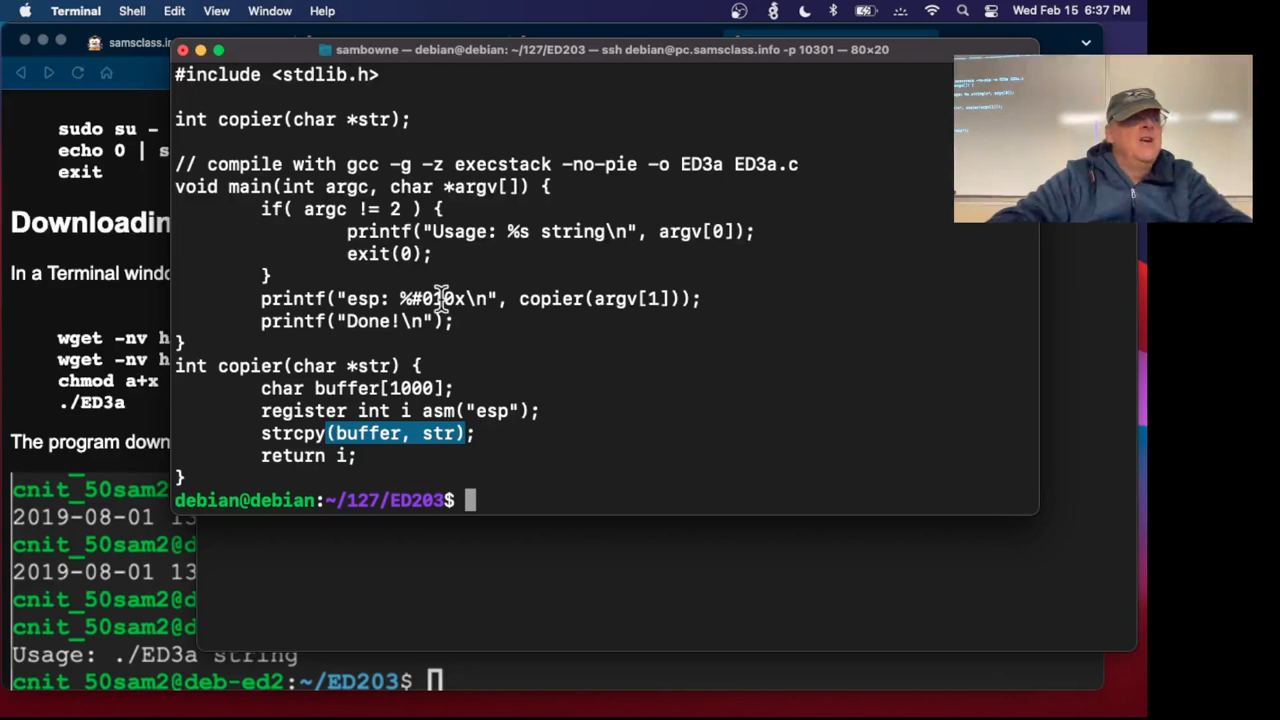 Terminal Shell Edit View Window Help Wed Feb 15 6:37 PM
samsclass.in
sambowne — debian@debian: ~/127/ED203 — ssh debian@pc.samsclass.info -p 10301 — 80×20
#include <stdlib.h>
int copier(char *str);
// compile with gcc -g -z execstack -no-pie -o ED3a ED3a.c
void main(int argc, char *argv[]) {
if( argc != 2 ) {
printf("Usage: %s string\n", argv[0]);
exit(0);
}
printf("esp: %#010x\n", copier(argv[1]));
printf("Done!\n");
}
int copier(char *str) {
char buffer[1000];
register int i asm("esp");
strcpy(buffer, str);
return i;
}
debian@debian:~/127/ED203$
sudo su -
echo 0 | s
exit
Downloadin
In a Terminal windo
wget -nv h
wget -nv h
chmod a+x
./ED3a
The program down
cnit_50sam2
2019-08-01 13
cnit_50sam2@d
2019-08-01 13
cnit_50sam2@d
cnit_50sam2@d
Usage: ./ED3a string
cnit_50sam2@deb-ed2:~/ED203$